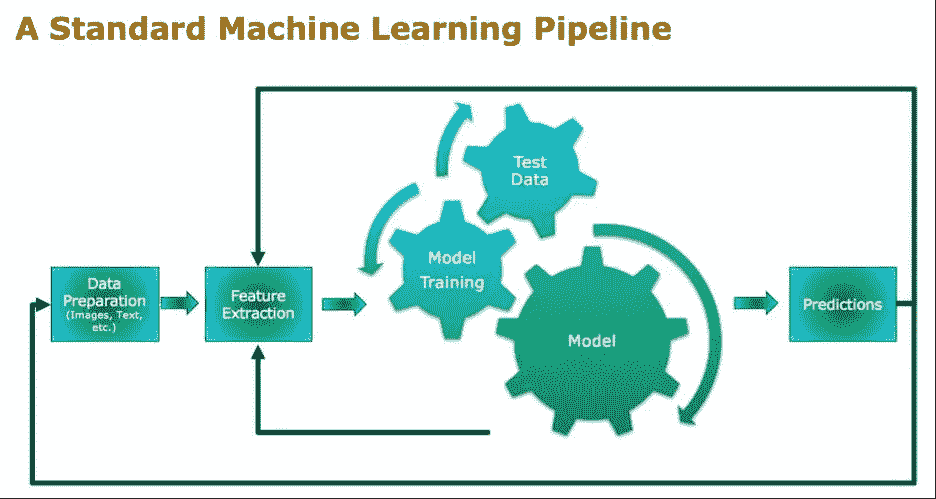 A Standard Machine Learning Pipeline
Data
Preparation
(Images, Text,
etc.)
Feature
Extraction
Model
Training
Test
Data
Model
Predictions